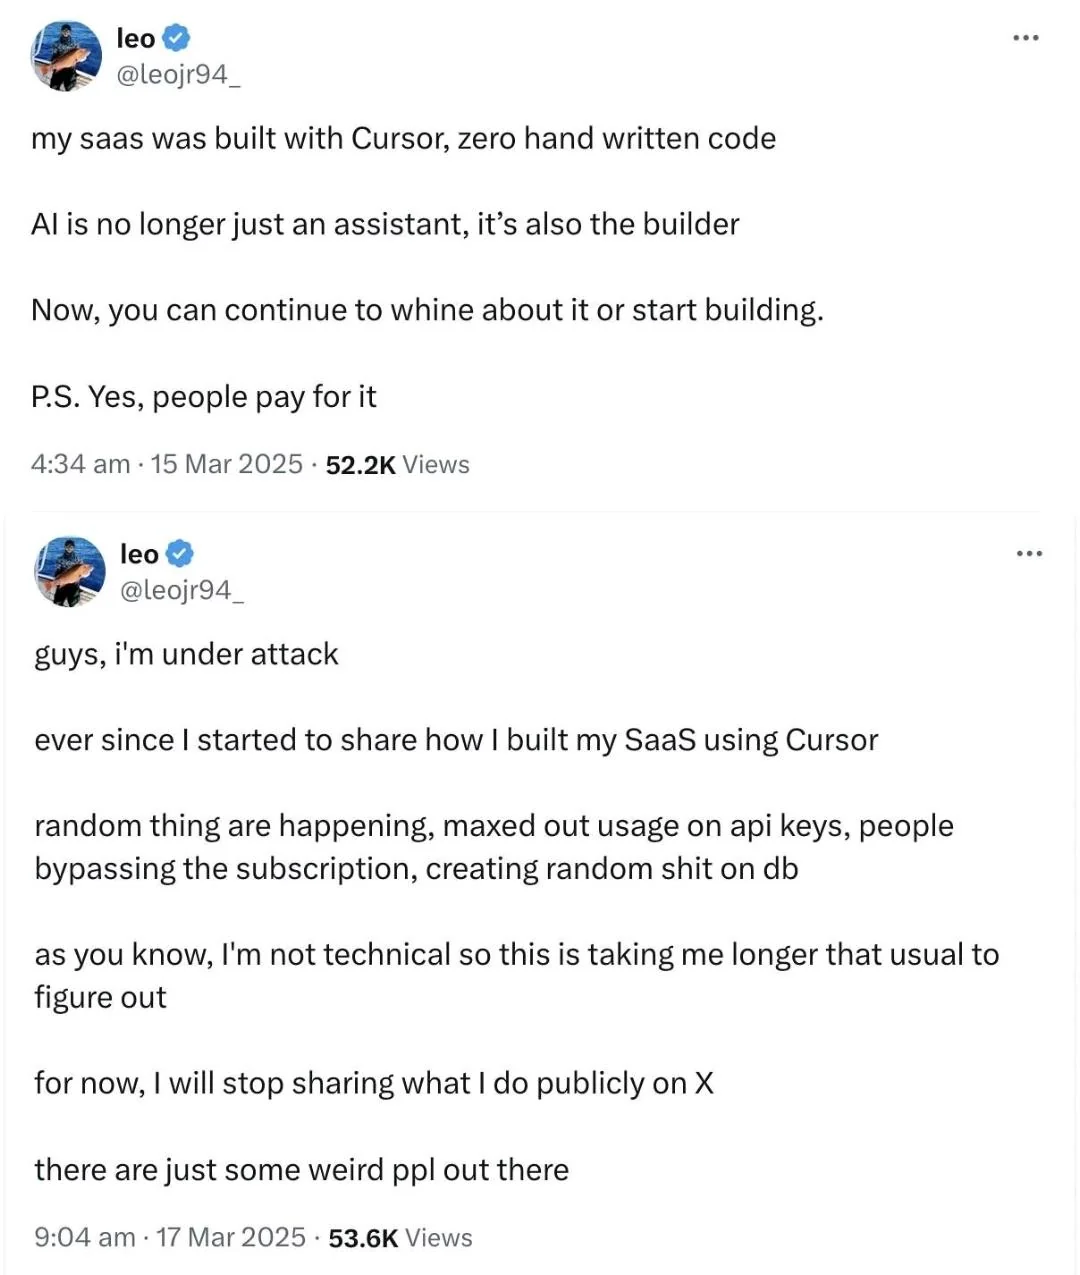 leo
@leojr94_
my saas was built with Cursor, zero hand written code
AI is no longer just an assistant, it’s also the builder
Now, you can continue to whine about it or start building.
P.S. Yes, people pay for it
4:34 am · 15 Mar 2025 · 52.2K Views
leo
@leojr94_
guys, i'm under attack
ever since I started to share how I built my SaaS using Cursor
random thing are happening, maxed out usage on api keys, people
bypassing the subscription, creating random shit on db
as you know, I'm not technical so this is taking me longer that usual to
figure out
for now, I will stop sharing what I do publicly on X
there are just some weird ppl out there
9:04 am · 17 Mar 2025 · 53.6K Views